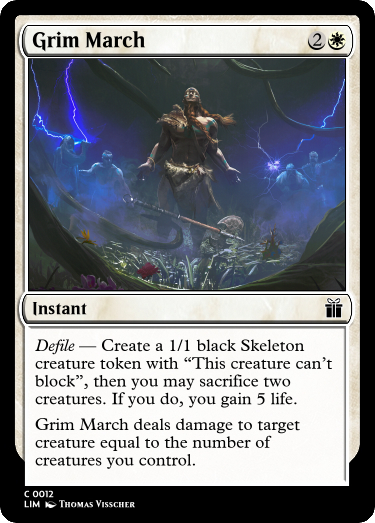 Grim March 2
Instant
Defile — Create a 1/1 black Skeleton
creature token with “This creature can’t
block”, then you may sacrifice two
creatures. If you do, you gain 5 life.
Grim March deals damage to target
creature equal to the number of
creatures you control.
C 0012
LIM Thomas Visscher